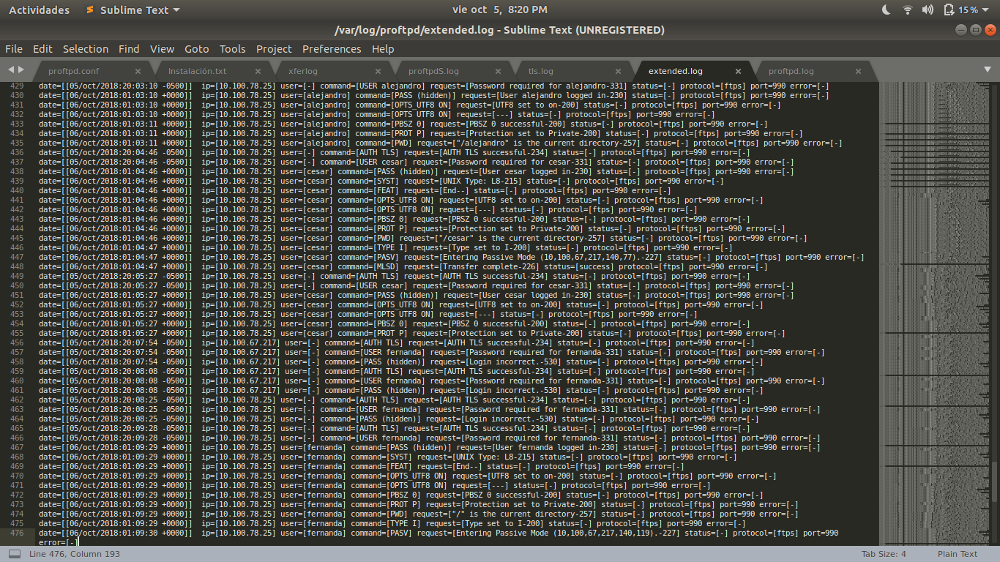 Actividades Sublime Text vie oct 5, 8:20 PM 15%
/var/log/proftpd/extended.log - Sublime Text (UNREGISTERED)
File Edit Selection Find View Goto Tools Project Preferences Help
proftpd.conf Instalación.txt xferlog proftpdS.log tls.log extended.log proftpd.log
429 date=[[05/oct/2018:20:03:10 -0500]] ip=[10.100.78.25] user=[-] command=[USER alejandro] request=[Password required for alejandro-331] status=[-] protocol=[ftps] port=990 error=[-]
430 date=[[06/oct/2018:01:03:10 +0000]] ip=[10.100.78.25] user=[alejandro] command=[PASS (hidden)] request=[User alejandro logged in-230] status=[-] protocol=[ftps] port=990 error=[-]
431 date=[[06/oct/2018:01:03:10 +0000]] ip=[10.100.78.25] user=[alejandro] command=[OPTS_UTF8 ON] request=[UTF8 set to on-200] status=[-] protocol=[ftps] port=990 error=[-]
432 date=[[06/oct/2018:01:03:10 +0000]] ip=[10.100.78.25] user=[alejandro] command=[OPTS UTF8 ON] request=[---] status=[-] protocol=[ftps] port=990 error=[-]
433 date=[[06/oct/2018:01:03:11 +0000]] ip=[10.100.78.25] user=[alejandro] command=[PBSZ 0] request=[PBSZ 0 successful-200] status=[-] protocol=[ftps] port=990 error=[-]
434 date=[[06/oct/2018:01:03:11 +0000]] ip=[10.100.78.25] user=[alejandro] command=[PROT P] request=[Protection set to Private-200] status=[-] protocol=[ftps] port=990 error=[-]
435 date=[[06/oct/2018:01:03:11 +0000]] ip=[10.100.78.25] user=[alejandro] command=[PWD] request=["/alejandro" is the current directory-257] status=[-] protocol=[ftps] port=990 error=[-]
436 date=[[05/oct/2018:20:04:46 -0500]] ip=[10.100.78.25] user=[-] command=[AUTH TLS] request=[AUTH TLS successful-234] status=[-] protocol=[ftps] port=990 error=[-]
437 date=[[05/oct/2018:20:04:46 -0500]] ip=[10.100.78.25] user=[-] command=[USER cesar] request=[Password required for cesar-331] status=[-] protocol=[ftps] port=990 error=[-]
438 date=[[06/oct/2018:01:04:46 +0000]] ip=[10.100.78.25] user=[cesar] command=[PASS (hidden)] request=[User cesar logged in-230] status=[-] protocol=[ftps] port=990 error=[-]
439 date=[[06/oct/2018:01:04:46 +0000]] ip=[10.100.78.25] user=[cesar] command=[SYST] request=[UNIX Type: L8-215] status=[-] protocol=[ftps] port=990 error=[-]
440 date=[[06/oct/2018:01:04:46 +0000]] ip=[10.100.78.25] user=[cesar] command=[FEAT] request=[End--] status=[-] protocol=[ftps] port=990 error=[-]
441 date=[[06/oct/2018:01:04:46 +0000]] ip=[10.100.78.25] user=[cesar] command=[OPTS_UTF8 ON] request=[UTF8 set to on-200] status=[-] protocol=[ftps] port=990 error=[-]
442 date=[[06/oct/2018:01:04:46 +0000]] ip=[10.100.78.25] user=[cesar] command=[OPTS UTF8 ON] request=[---] status=[-] protocol=[ftps] port=990 error=[-]
443 date=[[06/oct/2018:01:04:46 +0000]] ip=[10.100.78.25] user=[cesar] command=[PBSZ 0] request=[PBSZ 0 successful-200] status=[-] protocol=[ftps] port=990 error=[-]
444 date=[[06/oct/2018:01:04:46 +0000]] ip=[10.100.78.25] user=[cesar] command=[PROT P] request=[Protection set to Private-200] status=[-] protocol=[ftps] port=990 error=[-]
445 date=[[06/oct/2018:01:04:46 +0000]] ip=[10.100.78.25] user=[cesar] command=[PWD] request=["/cesar" is the current directory-257] status=[-] protocol=[ftps] port=990 error=[-]
446 date=[[06/oct/2018:01:04:47 +0000]] ip=[10.100.78.25] user=[cesar] command=[TYPE I] request=[Type set to I-200] status=[-] protocol=[ftps] port=990 error=[-]
447 date=[[06/oct/2018:01:04:47 +0000]] ip=[10.100.78.25] user=[cesar] command=[PASV] request=[Entering Passive Mode (10,100,67,217,140,77).-227] status=[-] protocol=[ftps] port=990 error=[-]
448 date=[[06/oct/2018:01:04:47 +0000]] ip=[10.100.78.25] user=[cesar] command=[MLSD] request=[Transfer complete-226] status=[success] protocol=[ftps] port=990 error=[-]
449 date=[[05/oct/2018:20:05:27 -0500]] ip=[10.100.78.25] user=[-] command=[AUTH TLS] request=[AUTH TLS successful-234] status=[-] protocol=[ftps] port=990 error=[-]
450 date=[[05/oct/2018:20:05:27 -0500]] ip=[10.100.78.25] user=[-] command=[USER cesar] request=[Password required for cesar-331] status=[-] protocol=[ftps] port=990 error=[-]
451 date=[[06/oct/2018:01:05:27 +0000]] ip=[10.100.78.25] user=[cesar] command=[PASS (hidden)] request=[User cesar logged in-230] status=[-] protocol=[ftps] port=990 error=[-]
452 date=[[06/oct/2018:01:05:27 +0000]] ip=[10.100.78.25] user=[cesar] command=[OPTS_UTF8 ON] request=[UTF8 set to on-200] status=[-] protocol=[ftps] port=990 error=[-]
453 date=[[06/oct/2018:01:05:27 +0000]] ip=[10.100.78.25] user=[cesar] command=[OPTS UTF8 ON] request=[---] status=[-] protocol=[ftps] port=990 error=[-]
454 date=[[06/oct/2018:01:05:27 +0000]] ip=[10.100.78.25] user=[cesar] command=[PBSZ 0] request=[PBSZ 0 successful-200] status=[-] protocol=[ftps] port=990 error=[-]
455 date=[[06/oct/2018:01:05:27 +0000]] ip=[10.100.78.25] user=[cesar] command=[PROT P] request=[Protection set to Private-200] status=[-] protocol=[ftps] port=990 error=[-]
456 date=[[05/oct/2018:20:07:54 -0500]] ip=[10.100.67.217] user=[-] command=[AUTH TLS] request=[AUTH TLS successful-234] status=[-] protocol=[ftps] port=990 error=[-]
457 date=[[05/oct/2018:20:07:54 -0500]] ip=[10.100.67.217] user=[-] command=[USER fernanda] request=[Password required for fernanda-331] status=[-] protocol=[ftps] port=990 error=[-]
458 date=[[05/oct/2018:20:07:54 -0500]] ip=[10.100.67.217] user=[-] command=[PASS (hidden)] request=[Login incorrect.-530] status=[-] protocol=[ftps] port=990 error=[-]
459 date=[[05/oct/2018:20:08:08 -0500]] ip=[10.100.67.217] user=[-] command=[AUTH TLS] request=[AUTH TLS successful-234] status=[-] protocol=[ftps] port=990 error=[-]
460 date=[[05/oct/2018:20:08:08 -0500]] ip=[10.100.67.217] user=[-] command=[USER fernanda] request=[Password required for fernanda-331] status=[-] protocol=[ftps] port=990 error=[-]
461 date=[[05/oct/2018:20:08:08 -0500]] ip=[10.100.67.217] user=[-] command=[PASS (hidden)] request=[Login incorrect.-530] status=[-] protocol=[ftps] port=990 error=[-]
462 date=[[05/oct/2018:20:08:25 -0500]] ip=[10.100.78.25] user=[-] command=[AUTH TLS] request=[AUTH TLS successful-234] status=[-] protocol=[ftps] port=990 error=[-]
463 date=[[05/oct/2018:20:08:25 -0500]] ip=[10.100.78.25] user=[-] command=[USER fernanda] request=[Password required for fernanda-331] status=[-] protocol=[ftps] port=990 error=[-]
464 date=[[05/oct/2018:20:08:25 -0500]] ip=[10.100.78.25] user=[-] command=[PASS (hidden)] request=[Login incorrect.-530] status=[-] protocol=[ftps] port=990 error=[-]
465 date=[[05/oct/2018:20:09:28 -0500]] ip=[10.100.78.25] user=[-] command=[AUTH TLS] request=[AUTH TLS successful.-234] status=[-] protocol=[ftps] port=990 error=[-]
466 date=[[05/oct/2018:20:09:28 -0500]] ip=[10.100.78.25] user=[-] command=[USER fernanda] request=[Password required for fernanda-331] status=[-] protocol=[ftps] port=990 error=[-]
467 date=[[06/oct/2018:01:09:29 +0000]] ip=[10.100.78.25] user=[fernanda] command=[PASS (hidden)] request=[User fernanda logged in-230] status=[-] protocol=[ftps] port=990 error=[-]
468 date=[[06/oct/2018:01:09:29 +0000]] ip=[10.100.78.25] user=[fernanda] command=[SYST] request=[UNIX Type: L8-215] status=[-] protocol=[ftps] port=990 error=[-]
469 date=[[06/oct/2018:01:09:29 +0000]] ip=[10.100.78.25] user=[fernanda] command=[FEAT] request=[End--] status=[-] protocol=[ftps] port=990 error=[-]
470 date=[[06/oct/2018:01:09:29 +0000]] ip=[10.100.78.25] user=[fernanda] command=[OPTS_UTF8 ON] request=[UTF8 set to on-200] status=[-] protocol=[ftps] port=990 error=[-]
471 date=[[06/oct/2018:01:09:29 +0000]] ip=[10.100.78.25] user=[fernanda] command=[OPTS UTF8 ON] request=[---] status=[-] protocol=[ftps] port=990 error=[-]
472 date=[[06/oct/2018:01:09:29 +0000]] ip=[10.100.78.25] user=[fernanda] command=[PBSZ 0] request=[PBSZ 0 successful-200] status=[-] protocol=[ftps] port=990 error=[-]
473 date=[[06/oct/2018:01:09:29 +0000]] ip=[10.100.78.25] user=[fernanda] command=[PROT P] request=[Protection set to Private-200] status=[-] protocol=[ftps] port=990 error=[-]
474 date=[[06/oct/2018:01:09:29 +0000]] ip=[10.100.78.25] user=[fernanda] command=[PWD] request=["/" is the current directory-257] status=[-] protocol=[ftps] port=990 error=[-]
475 date=[[06/oct/2018:01:09:29 +0000]] ip=[10.100.78.25] user=[fernanda] command=[TYPE I] request=[Type set to I-200] status=[-] protocol=[ftps] port=990 error=[-]
476 date=[[06/oct/2018:01:09:30 +0000]] ip=[10.100.78.25] user=[fernanda] command=[PASV] request=[Entering Passive Mode (10,100,67,217,140,119).-227] status=[-] protocol=[ftps] port=990
error=[-]
Line 476, Column 193 Tab Size: 4 Plain Text